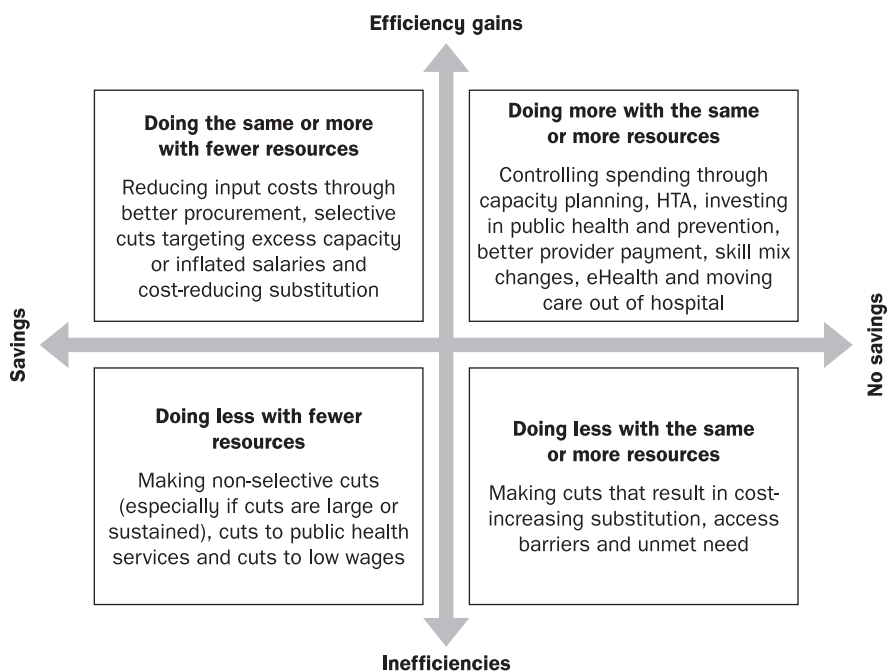 Efficiency gains
Doing the same or more
with fewer resources
Reducing input costs through
better procurement, selective
cuts targeting excess capacity
or inflated salaries and
cost-reducing substitution
Doing more with the same
or more resources
Controlling spending through
capacity planning, HTA, investing
in public health and prevention,
better provider payment, skill mix
changes, eHealth and moving
care out of hospital
Savings
No savings
Doing less with fewer
resources
Making non-selective cuts
(especially if cuts are large or
sustained), cuts to public health
services and cuts to low wages
Doing less with the same
or more resources
Making cuts that result in cost-
increasing substitution, access
barriers and unmet need
Inefficiencies